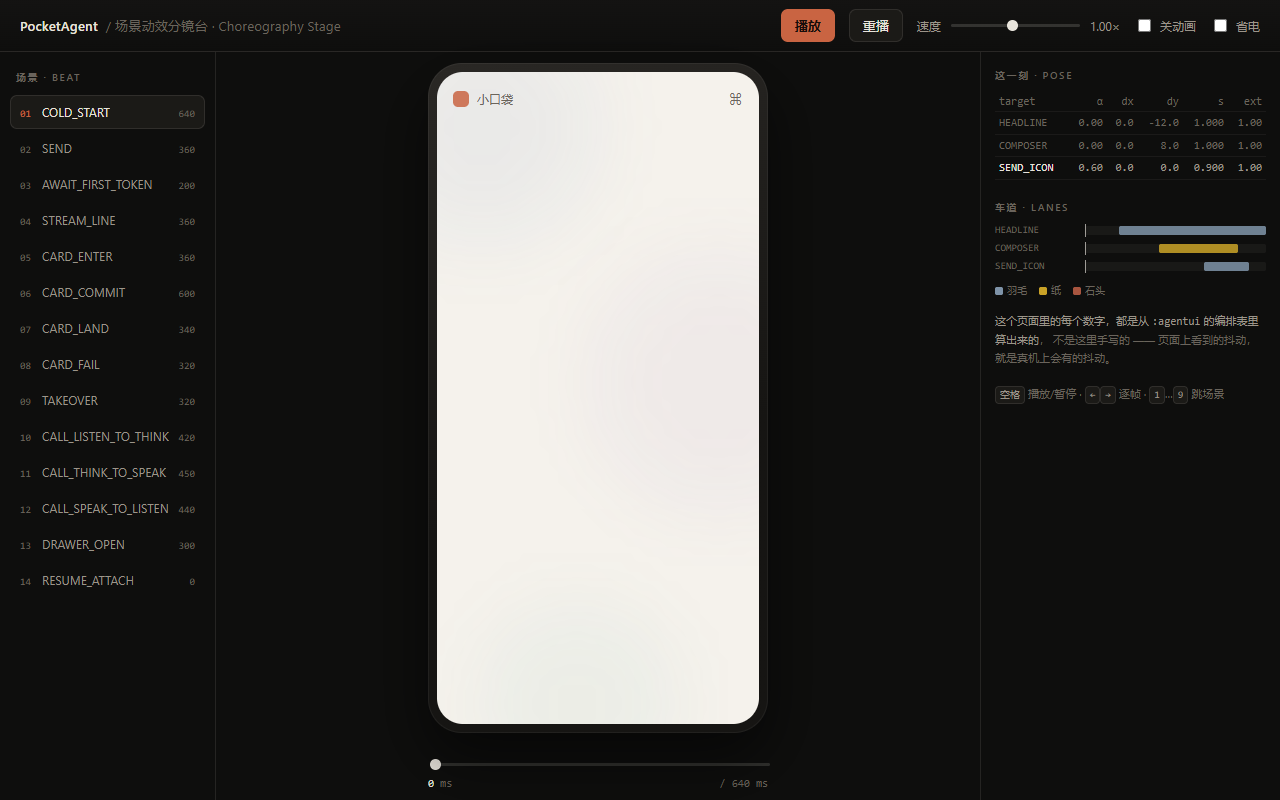 PocketAgent / 场景动效分镜台 · Choreography Stage
播放 重播 速度 1.00× 关动画 省电
场景 · BEAT
01 COLD_START 640
02 SEND 360
03 AWAIT_FIRST_TOKEN 200
04 STREAM_LINE 360
05 CARD_ENTER 360
06 CARD_COMMIT 600
07 CARD_LAND 340
08 CARD_FAIL 320
09 TAKEOVER 320
10 CALL_LISTEN_TO_THINK 420
11 CALL_THINK_TO_SPEAK 450
12 CALL_SPEAK_TO_LISTEN 440
13 DRAWER_OPEN 300
14 RESUME_ATTACH 0
小口袋 ⌘
0 ms / 640 ms
这一刻 · POSE
target α dx dy s ext
HEADLINE 0.00 0.0 -12.0 1.000 1.00
COMPOSER 0.00 0.0 8.0 1.000 1.00
SEND_ICON 0.60 0.0 0.0 0.900 1.00
车道 · LANES
HEADLINE
COMPOSER
SEND_ICON
羽毛 纸 石头
这个页面里的每个数字，都是从 :agentui 的编排表里
算出来的， 不是这里手写的 —— 页面上看到的抖动，
就是真机上会有的抖动。
空格 播放/暂停 · ← → 逐帧 · 1 … 9 跳场景